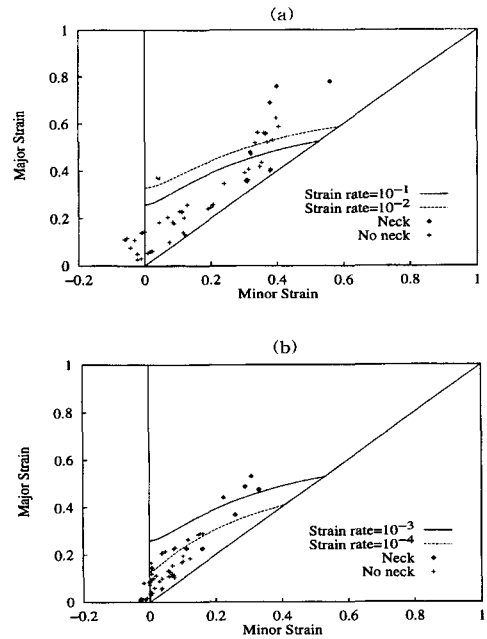 (a)
1
0.8
0.6
0.4
0.2
0
Major Strain
Strain rate=10⁻¹
Strain rate=10⁻²
Neck
No neck
−0.2 0 0.2 0.4 0.6 0.8 1
Minor Strain
(b)
1
0.8
0.6
0.4
0.2
0
Major Strain
Strain rate=10⁻³
Strain rate=10⁻⁴
Neck
No neck
−0.2 0 0.2 0.4 0.6 0.8 1
Minor Strain